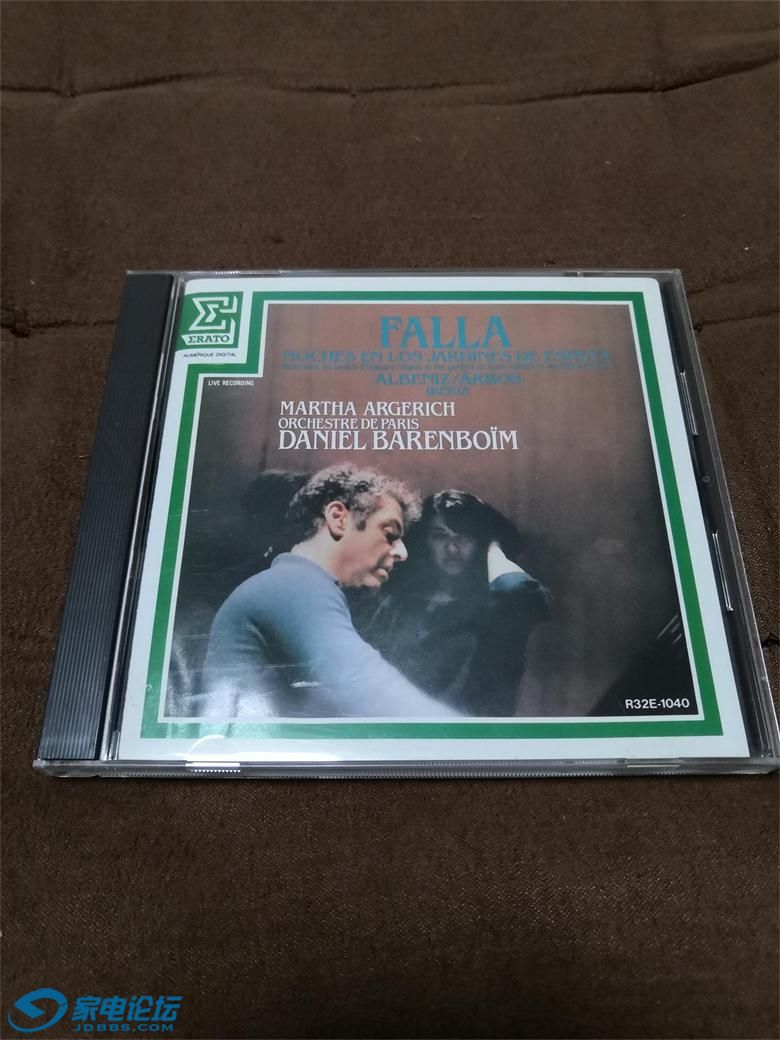 ERATO
NUMÉRIQUE DIGITAL
LIVE RECORDING
FALLA
NOCHES EN LOS JARDINES DE ESPAÑA
ALBENIZ/ARBOS
IBERIA
MARTHA ARGERICH
ORCHESTRE DE PARIS
DANIEL BARENBOÏM
R32E-1040
家电论坛
JDBBS.COM